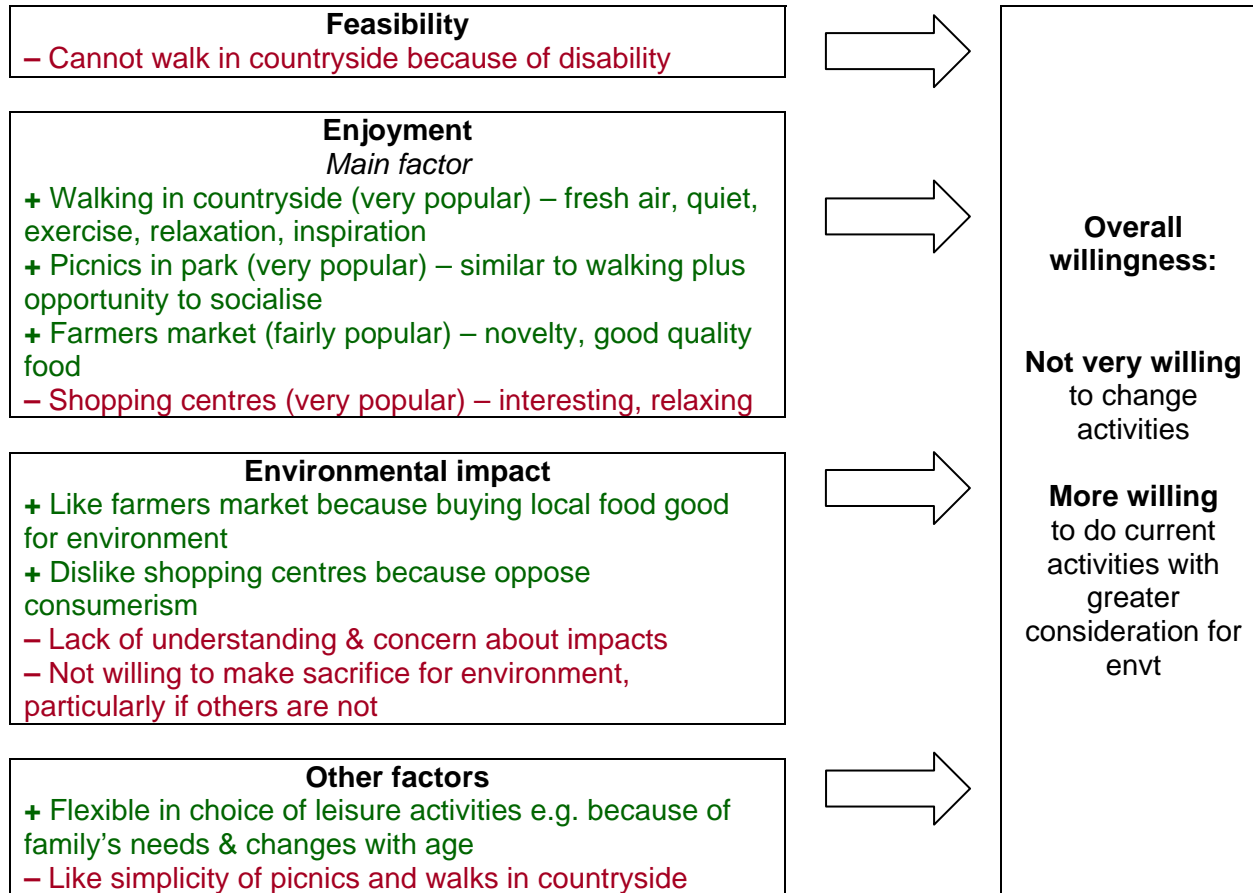 Feasibility
– Cannot walk in countryside because of disability
Enjoyment
Main factor
+ Walking in countryside (very popular) – fresh air, quiet,
exercise, relaxation, inspiration
+ Picnics in park (very popular) – similar to walking plus
opportunity to socialise
+ Farmers market (fairly popular) – novelty, good quality
food
– Shopping centres (very popular) – interesting, relaxing
Environmental impact
+ Like farmers market because buying local food good
for environment
+ Dislike shopping centres because oppose
consumerism
– Lack of understanding & concern about impacts
– Not willing to make sacrifice for environment,
particularly if others are not
Other factors
+ Flexible in choice of leisure activities e.g. because of
family's needs & changes with age
– Like simplicity of picnics and walks in countryside
Overall
willingness:
Not very willing
to change
activities
More willing
to do current
activities with
greater
consideration for
envt